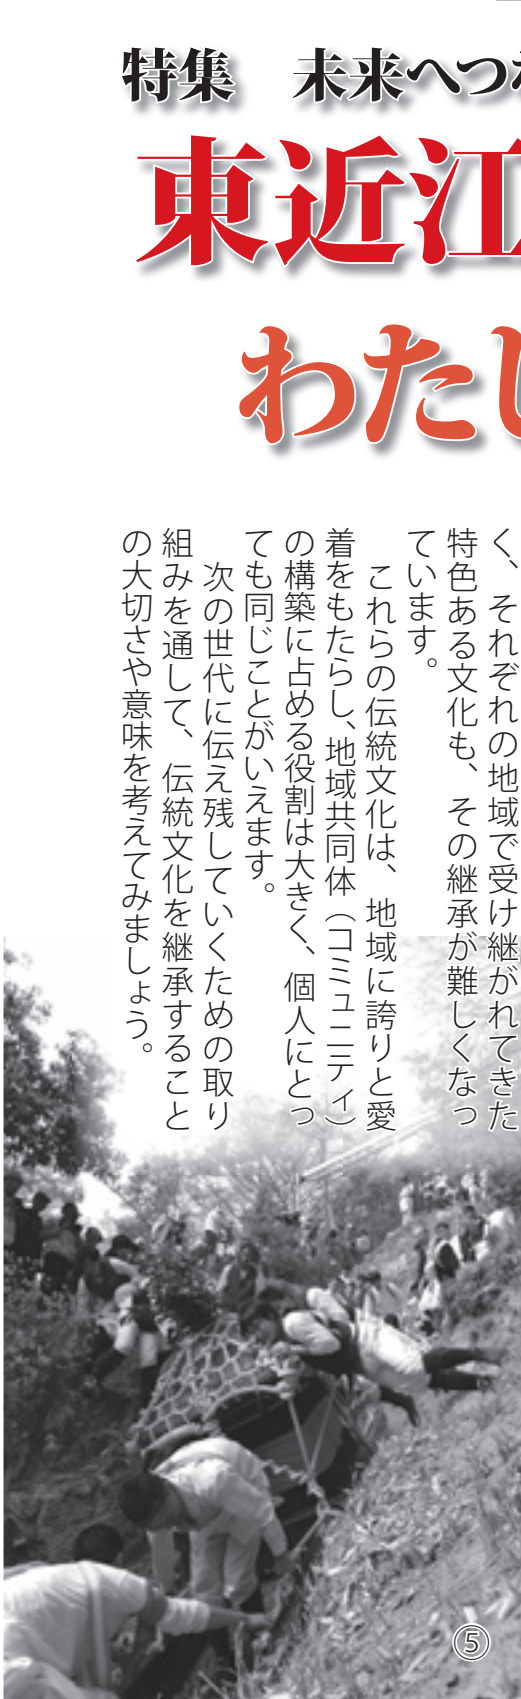 特集　未来へつ
東近江
わたし
く、それぞれの地域で受け継がれてきた
特色ある文化も、その継承が難しくなっ
ています。
　これらの伝統文化は、地域に誇りと愛
着をもたらし、地域共同体（コミュニティ）
の構築に占める役割は大きく、個人にとっ
ても同じことがいえます。
　次の世代に伝え残していくための取り
組みを通して、伝統文化を継承すること
の大切さや意味を考えてみましょう。
⑤